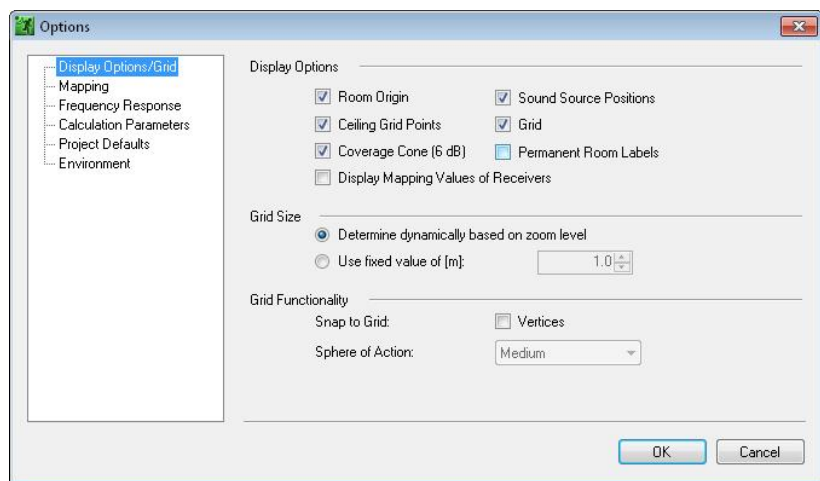 Options
Display Options/Grid
Mapping
Frequency Response
Calculation Parameters
Project Defaults
Environment
Display Options
Room Origin
Sound Source Positions
Ceiling Grid Points
Grid
Coverage Cone (6 dB)
Permanent Room Labels
Display Mapping Values of Receivers
Grid Size
Determine dynamically based on zoom level
Use fixed value of [m]: 1.0
Grid Functionality
Snap to Grid: Vertices
Sphere of Action: Medium
OK Cancel